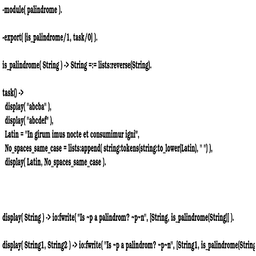 -module( palindrome ).
-export( [is_palindrome/1, task/0] ).
is_palindrome( String ) -> String =:= lists:reverse(String).
task() ->
display( "abcba" ),
display( "abcdef" ),
Latin = "In girum imus nocte et consumimur igni",
No_spaces_same_case = lists:append( string:tokens(string:to_lower(Latin), " ") ),
display( Latin, No_spaces_same_case ).
display( String ) -> io:fwrite( "Is ~p a palindrom? ~p~n", [String, is_palindrome(String)] ).
display( String1, String2 ) -> io:fwrite( "Is ~p a palindrom? ~p~n", [String1, is_palindrome(String